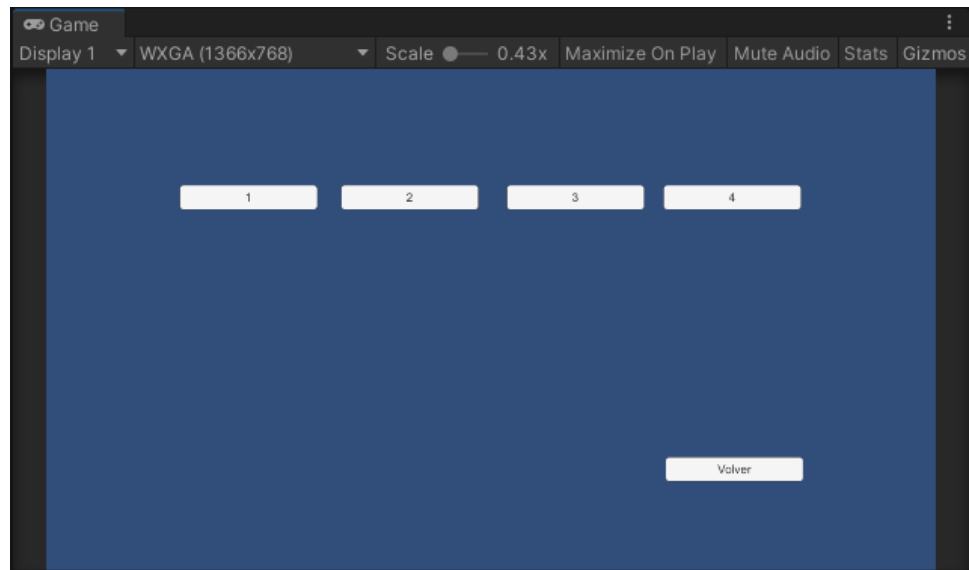 Game
Display 1 WXGA (1366x768) Scale 0.43x Maximize On Play Mute Audio Stats Gizmos
1 2 3 4
Volver